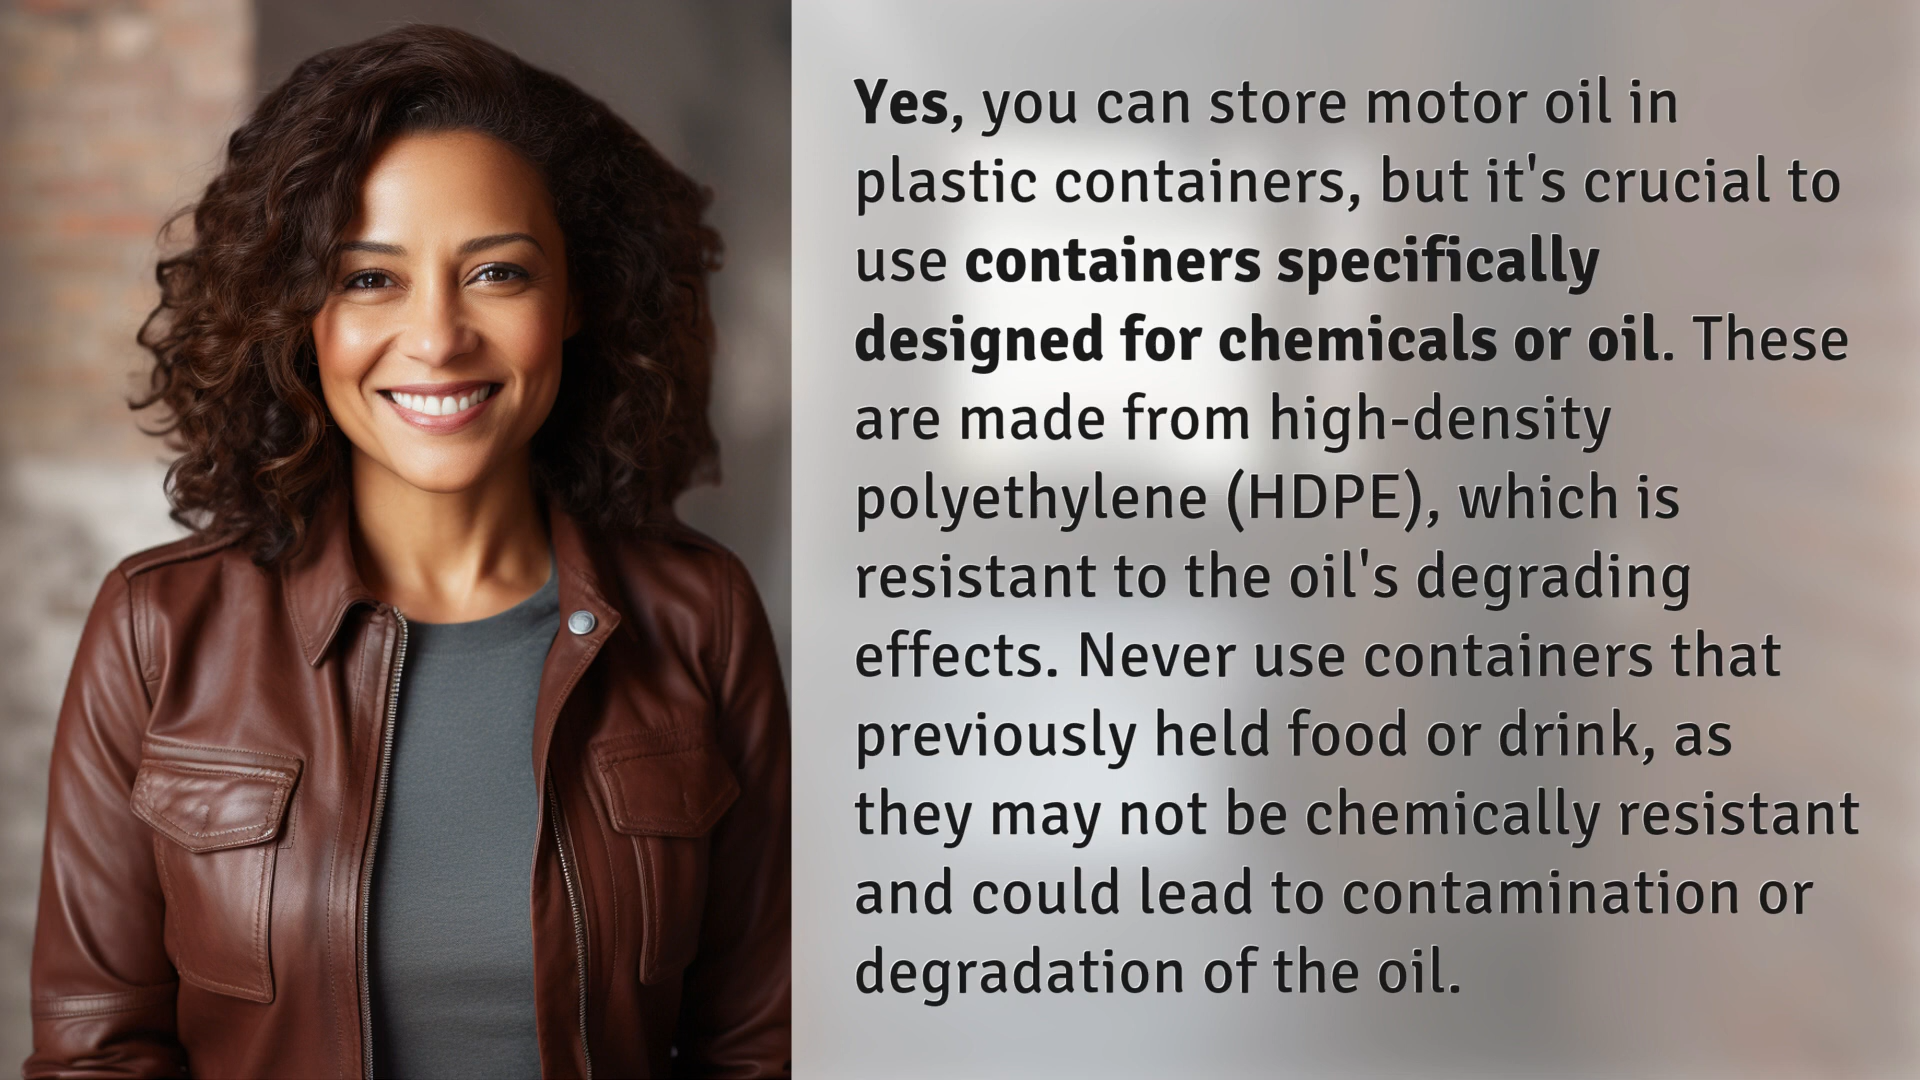 Yes, you can store motor oil in
plastic containers, but it's crucial to
use containers specifically
designed for chemicals or oil. These
are made from high-density
polyethylene (HDPE), which is
resistant to the oil's degrading
effects. Never use containers that
previously held food or drink, as
they may not be chemically resistant
and could lead to contamination or
degradation of the oil.